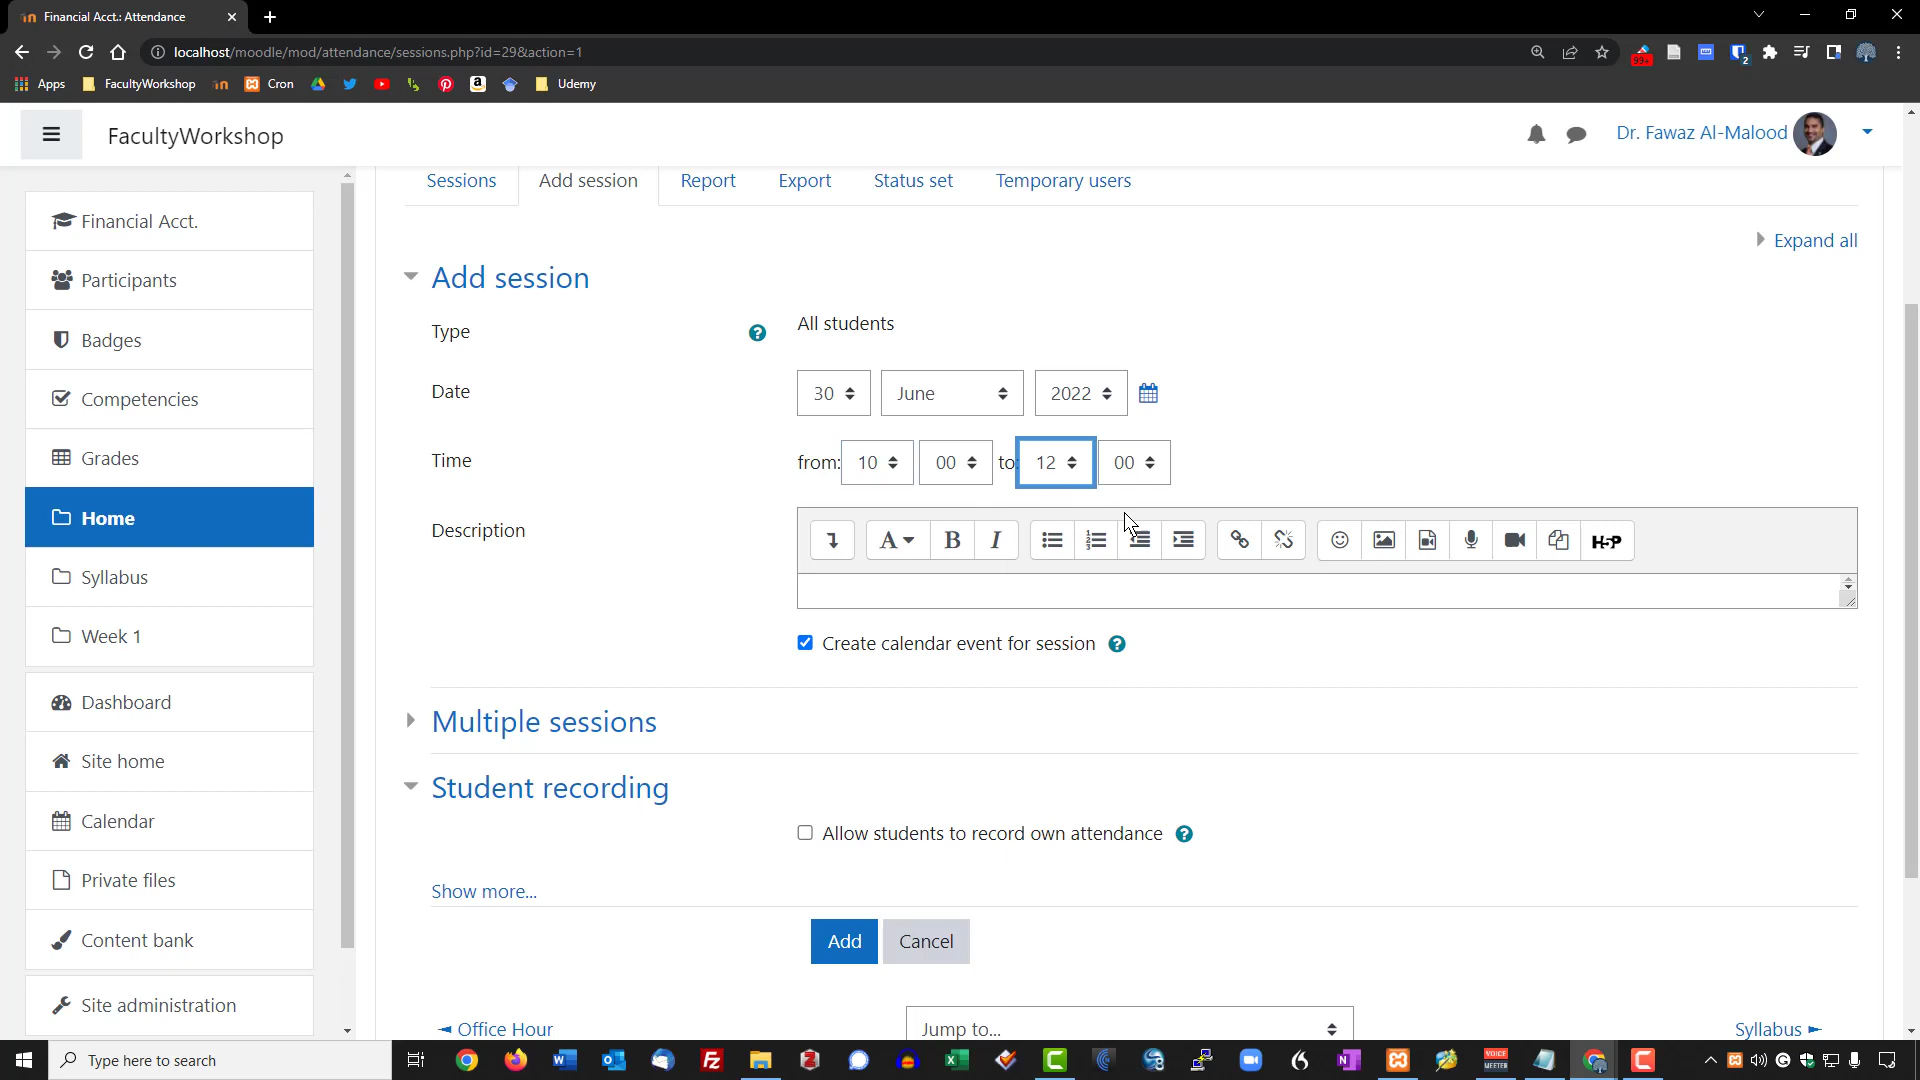 Financial Acct.: Attendance
localhost/moodle/mod/attendance/sessions.php?id=29&action=1
99+
2
Apps
FacultyWorkshop
Cron
Udemy
FacultyWorkshop
Dr. Fawaz Al-Malood
Sessions
Add session
Report
Export
Status set
Temporary users
Financial Acct.
Participants
Badges
Competencies
Grades
Home
Syllabus
Week 1
Dashboard
Site home
Calendar
Private files
Content bank
Site administration
Expand all
Add session
Type
All students
Date
30 June 2022
Time
from: 10 00 to: 12 00
Description
A B I
H5P
Create calendar event for session
Multiple sessions
Student recording
Allow students to record own attendance
Show more...
Add
Cancel
◄ Office Hour
Jump to...
Syllabus ►
Type here to search
VOICE
MEETER